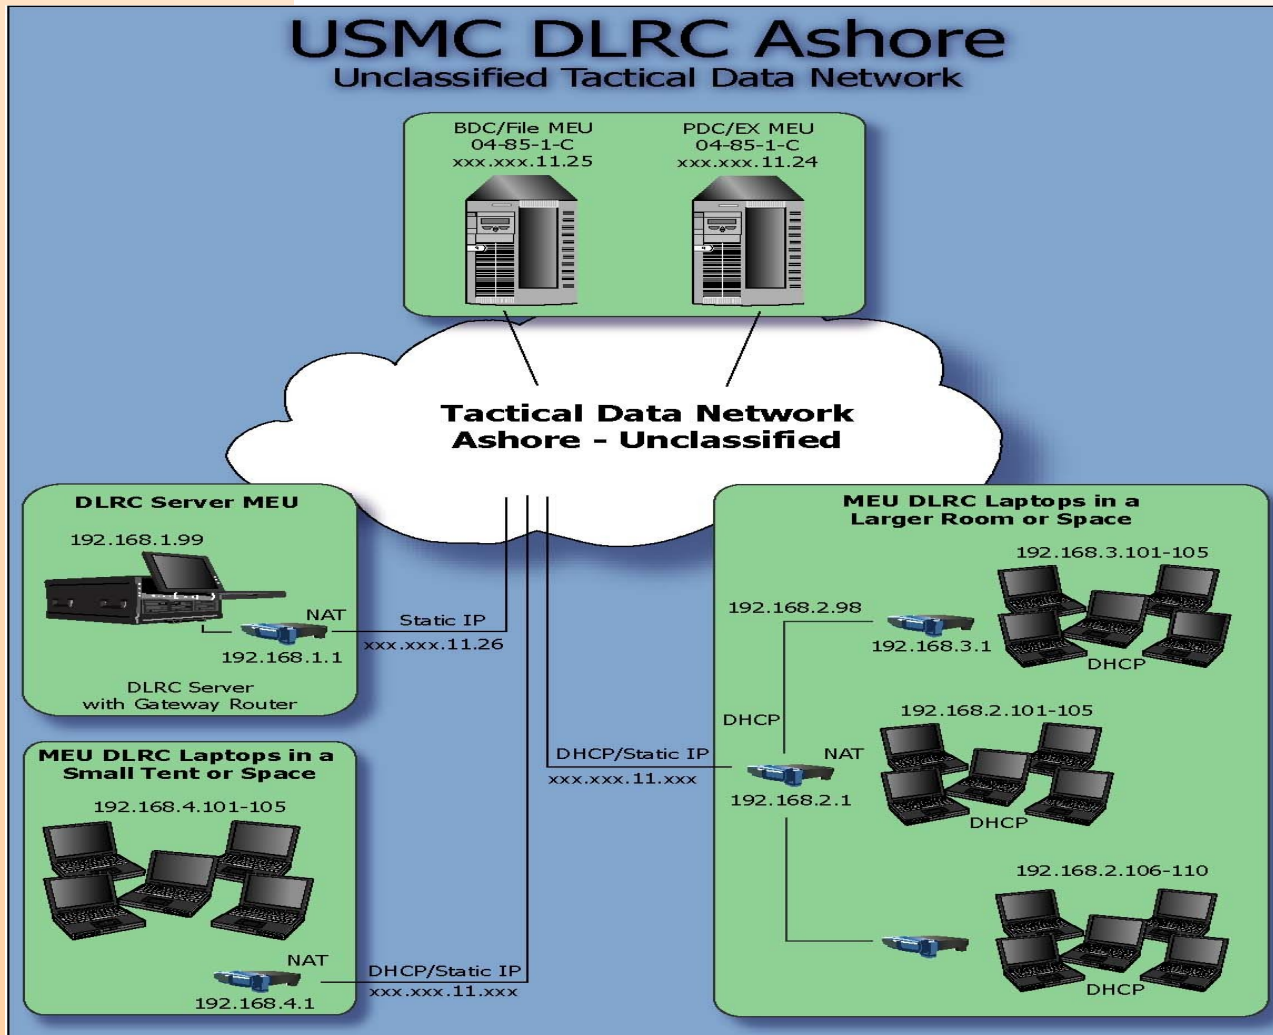 USMC DLRC Ashore
Unclassified Tactical Data Network
BDC/File MEU
04-85-1-C
xxx.xxx.11.25
PDC/EX MEU
04-85-1-C
xxx.xxx.11.24
Tactical Data Network
Ashore - Unclassified
DLRC Server MEU
192.168.1.99
NAT
192.168.1.1
DLRC Server
with Gateway Router
Static IP
xxx.xxx.11.26
MEU DLRC Laptops in a
Small Tent or Space
192.168.4.101-105
NAT
192.168.4.1
DHCP/Static IP
xxx.xxx.11.xxx
DHCP/Static IP
xxx.xxx.11.xxx
MEU DLRC Laptops in a
Larger Room or Space
192.168.3.101-105
192.168.2.98
192.168.3.1
DHCP
192.168.2.101-105
DHCP
NAT
192.168.2.1
DHCP
192.168.2.106-110
DHCP